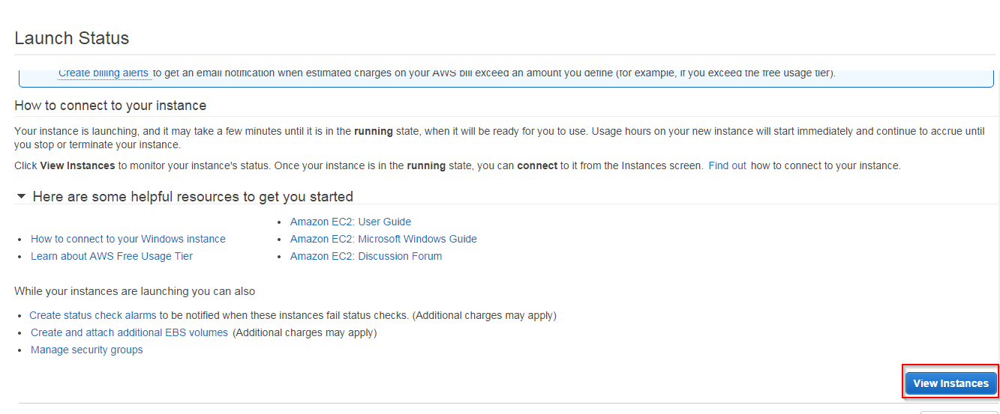 Launch Status
Create billing alerts to get an email notification when estimated charges on your AWS bill exceed an amount you define (for example, if you exceed the free usage tier).
How to connect to your instance
Your instance is launching, and it may take a few minutes until it is in the running state, when it will be ready for you to use. Usage hours on your new instance will start immediately and continue to accrue until
you stop or terminate your instance.
Click View Instances to monitor your instance's status. Once your instance is in the running state, you can connect to it from the Instances screen. Find out how to connect to your instance.
Here are some helpful resources to get you started
• How to connect to your Windows instance
• Learn about AWS Free Usage Tier
• Amazon EC2: User Guide
• Amazon EC2: Microsoft Windows Guide
• Amazon EC2: Discussion Forum
While your instances are launching you can also
• Create status check alarms to be notified when these instances fail status checks. (Additional charges may apply)
• Create and attach additional EBS volumes (Additional charges may apply)
• Manage security groups
View Instances